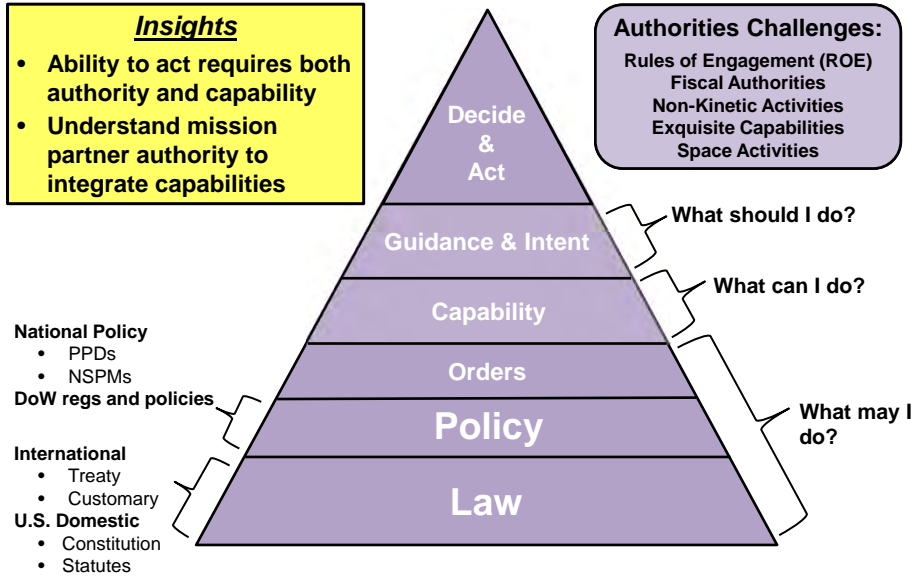 Insights
• Ability to act requires both
authority and capability
• Understand mission
partner authority to
integrate capabilities
Authorities Challenges:
Rules of Engagement (ROE)
Fiscal Authorities
Non-Kinetic Activities
Exquisite Capabilities
Space Activities
Decide
&
Act
Guidance & Intent
Capability
Orders
Policy
Law
What should I do?
What can I do?
What may I
do?
National Policy
• PPDs
• NSPMs
DoW regs and policies
International
• Treaty
• Customary
U.S. Domestic
• Constitution
• Statutes